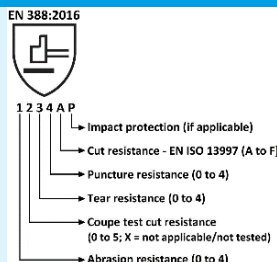 EN 388:2016
1 2 3 4 A P
Impact protection (if applicable)
Cut resistance - EN ISO 13997 (A to F)
Puncture resistance (0 to 4)
Tear resistance (0 to 4)
Coupe test cut resistance
(0 to 5; X = not applicable/not tested)
Abrasion resistance (0 to 4)